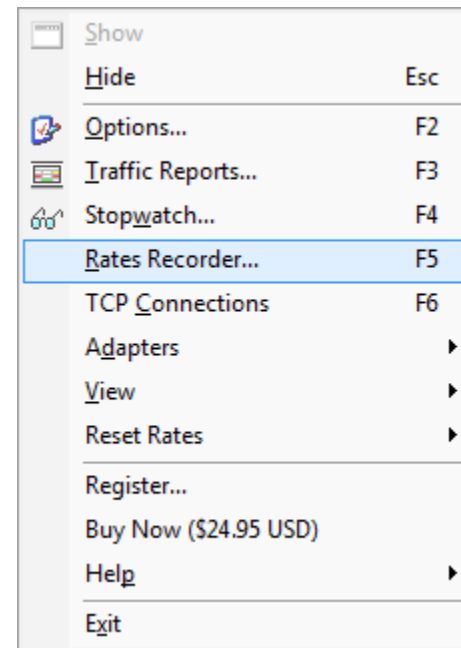 Show
Hide Esc
Options... F2
Traffic Reports... F3
Stopwatch... F4
Rates Recorder... F5
TCP Connections F6
Adapters
View
Reset Rates
Register...
Buy Now ($24.95 USD)
Help
Exit